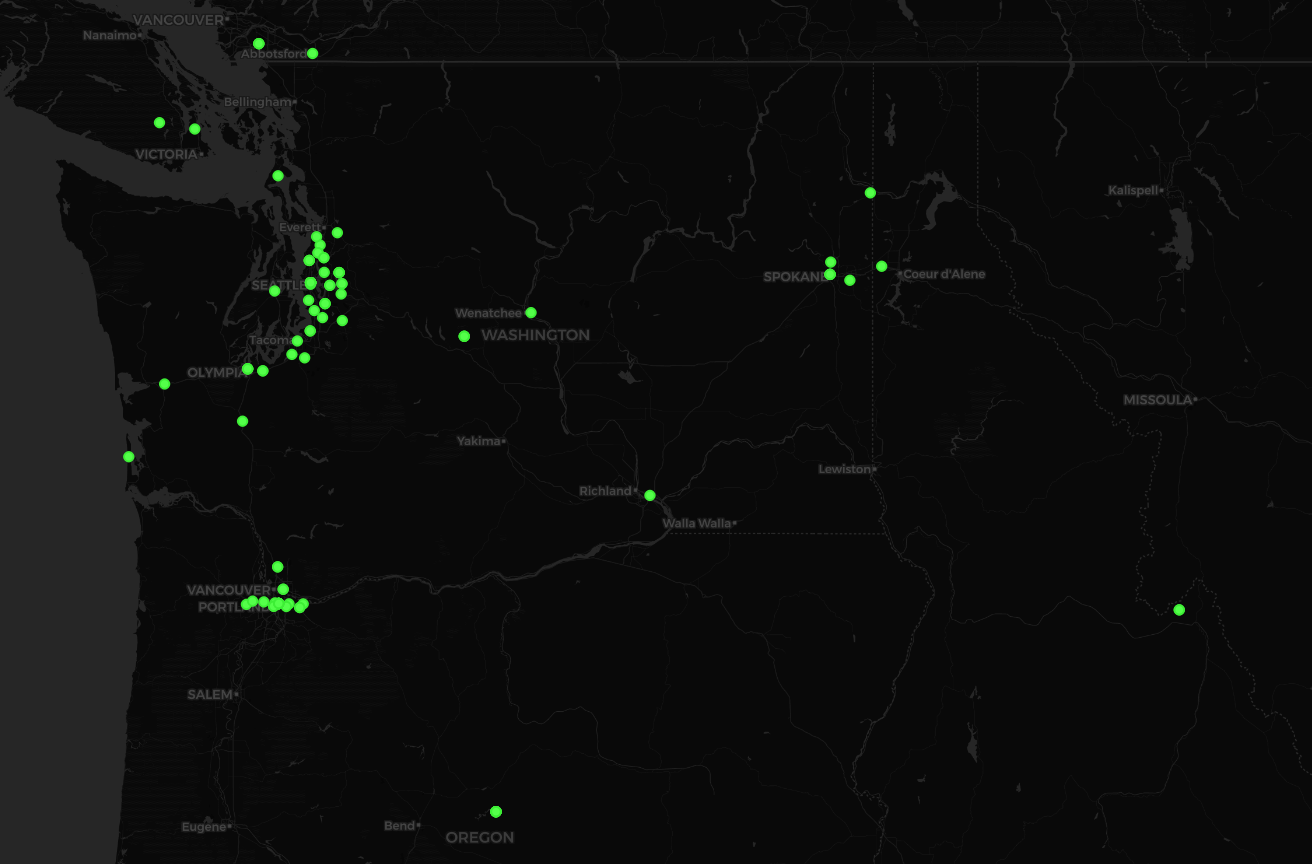 VANCOUVER
Nanaimo
Abbotsford
Bellingham
VICTORIA
Kalispell
Everett
SPOKANE
Coeur d'Alene
SEATTLE
Wenatchee
WASHINGTON
Tacoma
OLYMPIA
MISSOULA
Yakima
Lewiston
Richland
Walla Walla
VANCOUVER
PORTLAND
SALEM
Eugene
Bend
OREGON